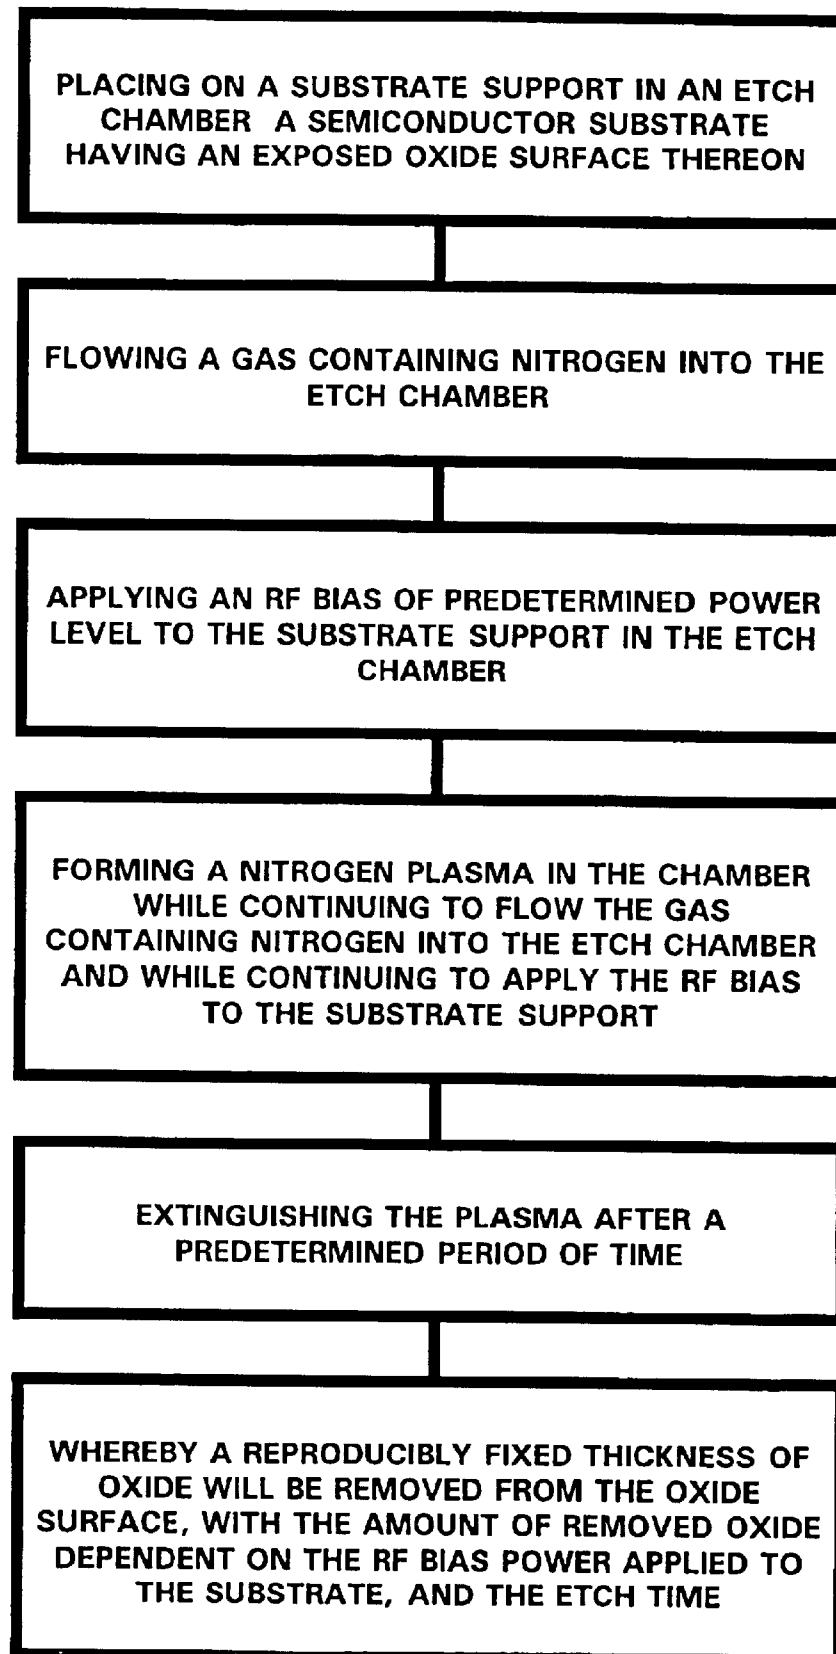 PLACING ON A SUBSTRATE SUPPORT IN AN ETCH
CHAMBER A SEMICONDUCTOR SUBSTRATE
HAVING AN EXPOSED OXIDE SURFACE THEREON
FLOWING A GAS CONTAINING NITROGEN INTO THE
ETCH CHAMBER
APPLYING AN RF BIAS OF PREDETERMINED POWER
LEVEL TO THE SUBSTRATE SUPPORT IN THE ETCH
CHAMBER
FORMING A NITROGEN PLASMA IN THE CHAMBER
WHILE CONTINUING TO FLOW THE GAS
CONTAINING NITROGEN INTO THE ETCH CHAMBER
AND WHILE CONTINUING TO APPLY THE RF BIAS
TO THE SUBSTRATE SUPPORT
EXTINGUISHING THE PLASMA AFTER A
PREDETERMINED PERIOD OF TIME
WHEREBY A REPRODUCIBLY FIXED THICKNESS OF
OXIDE WILL BE REMOVED FROM THE OXIDE
SURFACE, WITH THE AMOUNT OF REMOVED OXIDE
DEPENDENT ON THE RF BIAS POWER APPLIED TO
THE SUBSTRATE, AND THE ETCH TIME